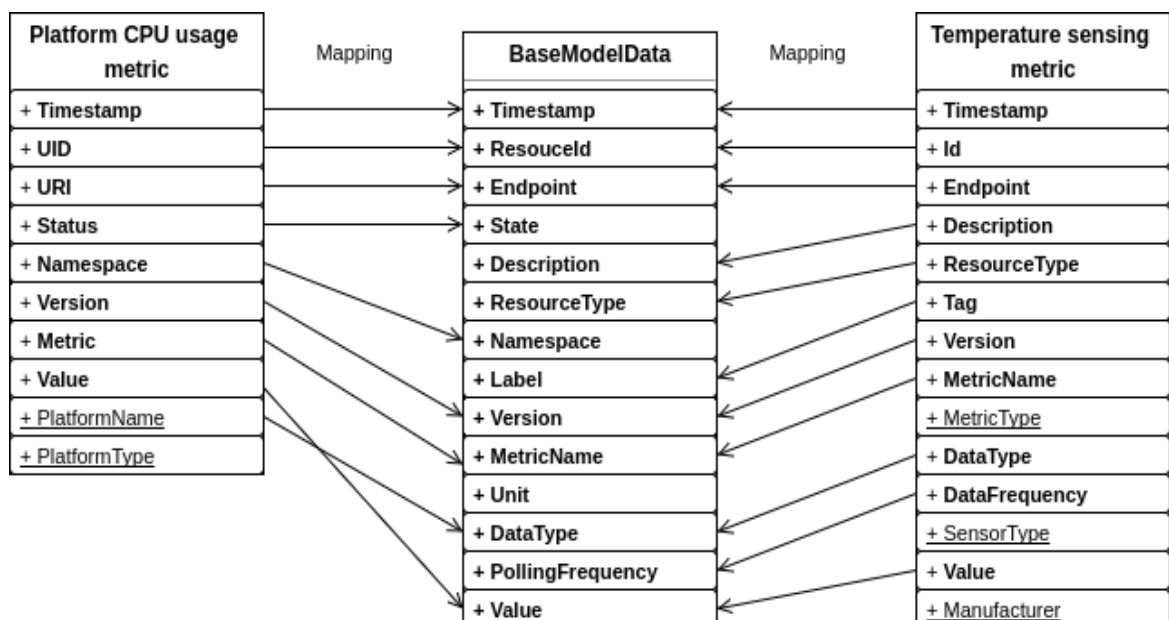 Platform CPU usage
metric
+ Timestamp
+ UID
+ URI
+ Status
+ Namespace
+ Version
+ Metric
+ Value
+ PlatformName
+ PlatformType
Mapping
BaseModelData
+ Timestamp
+ ResouceId
+ Endpoint
+ State
+ Description
+ ResourceType
+ Namespace
+ Label
+ Version
+ MetricName
+ Unit
+ DataType
+ PollingFrequency
+ Value
Mapping
Temperature sensing
metric
+ Timestamp
+ Id
+ Endpoint
+ Description
+ ResourceType
+ Tag
+ Version
+ MetricName
+ MetricType
+ DataType
+ DataFrequency
+ SensorType
+ Value
+ Manufacturer